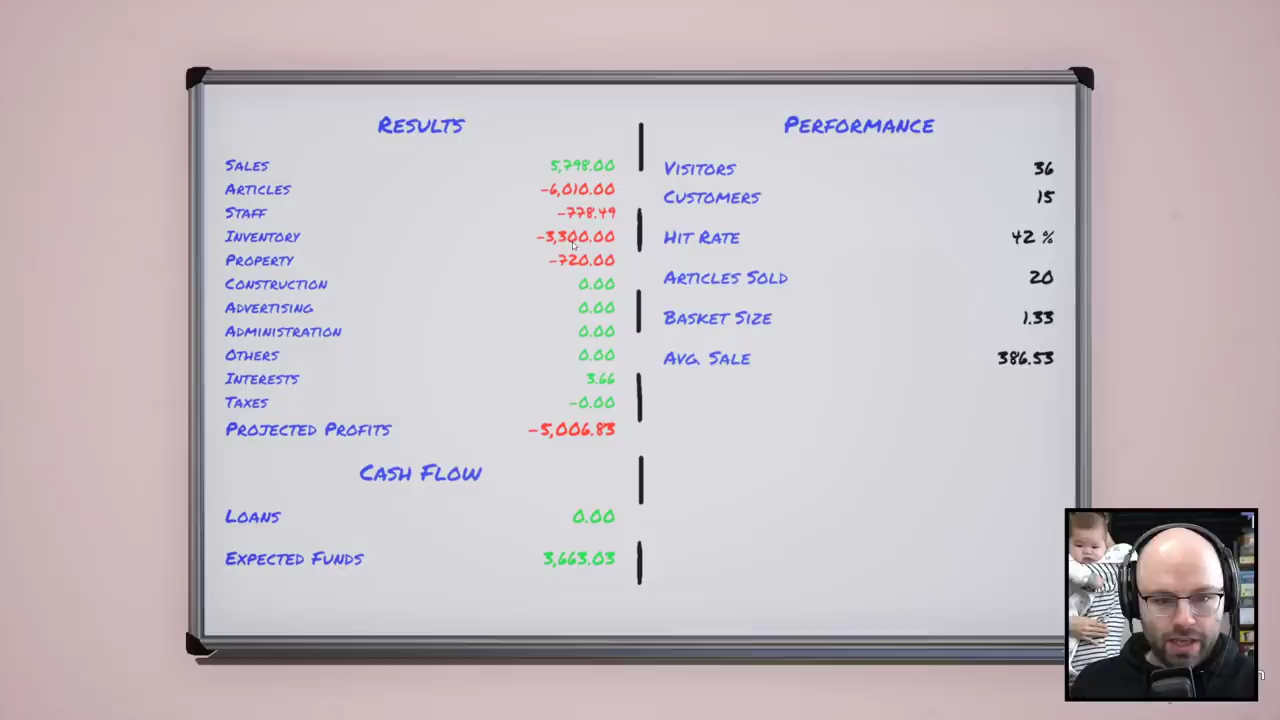 Results
Sales 5,798.00
Articles -6,010.00
Staff -778.49
Inventory -3,300.00
Property -720.00
Construction 0.00
Advertising 0.00
Administration 0.00
Others 0.00
Interests 3.66
Taxes -0.00
Projected Profits -5,006.83
Cash Flow
Loans 0.00
Expected Funds 3,663.03
Performance
Visitors 36
Customers 15
Hit Rate 42 %
Articles Sold 20
Basket Size 1.33
Avg. Sale 386.53